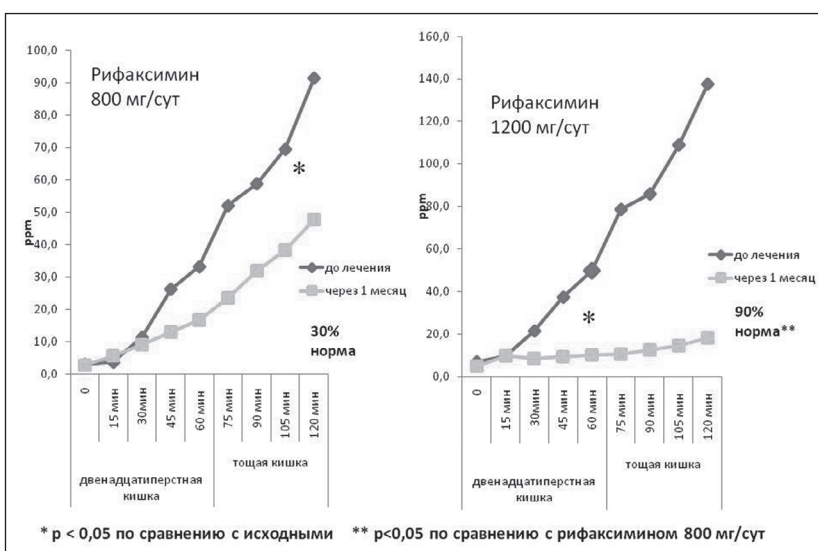 100,0
90,0
80,0
70,0
60,0
50,0
40,0
30,0
20,0
10,0
0,0
ppm
Рифаксимин
800 мг/сут
*
до лечения
через 1 месяц
30%
норма
0
15 мин
30мин
45 мин
60 мин
75 мин
90 мин
105 мин
120 мин
двенадцатиперстная
кишка
тощая кишка
160,0
140,0
120,0
100,0
80,0
60,0
40,0
20,0
0,0
ppm
Рифаксимин
1200 мг/сут
*
до лечения
через 1 месяц
90%
норма**
0
15 мин
30мин
45 мин
60 мин
75 мин
90 мин
105 мин
120 мин
двенадцатиперстная
кишка
тощая кишка
* p < 0,05 по сравнению с исходными ** p<0,05 по сравнению с рифаксимином 800 мг/сут